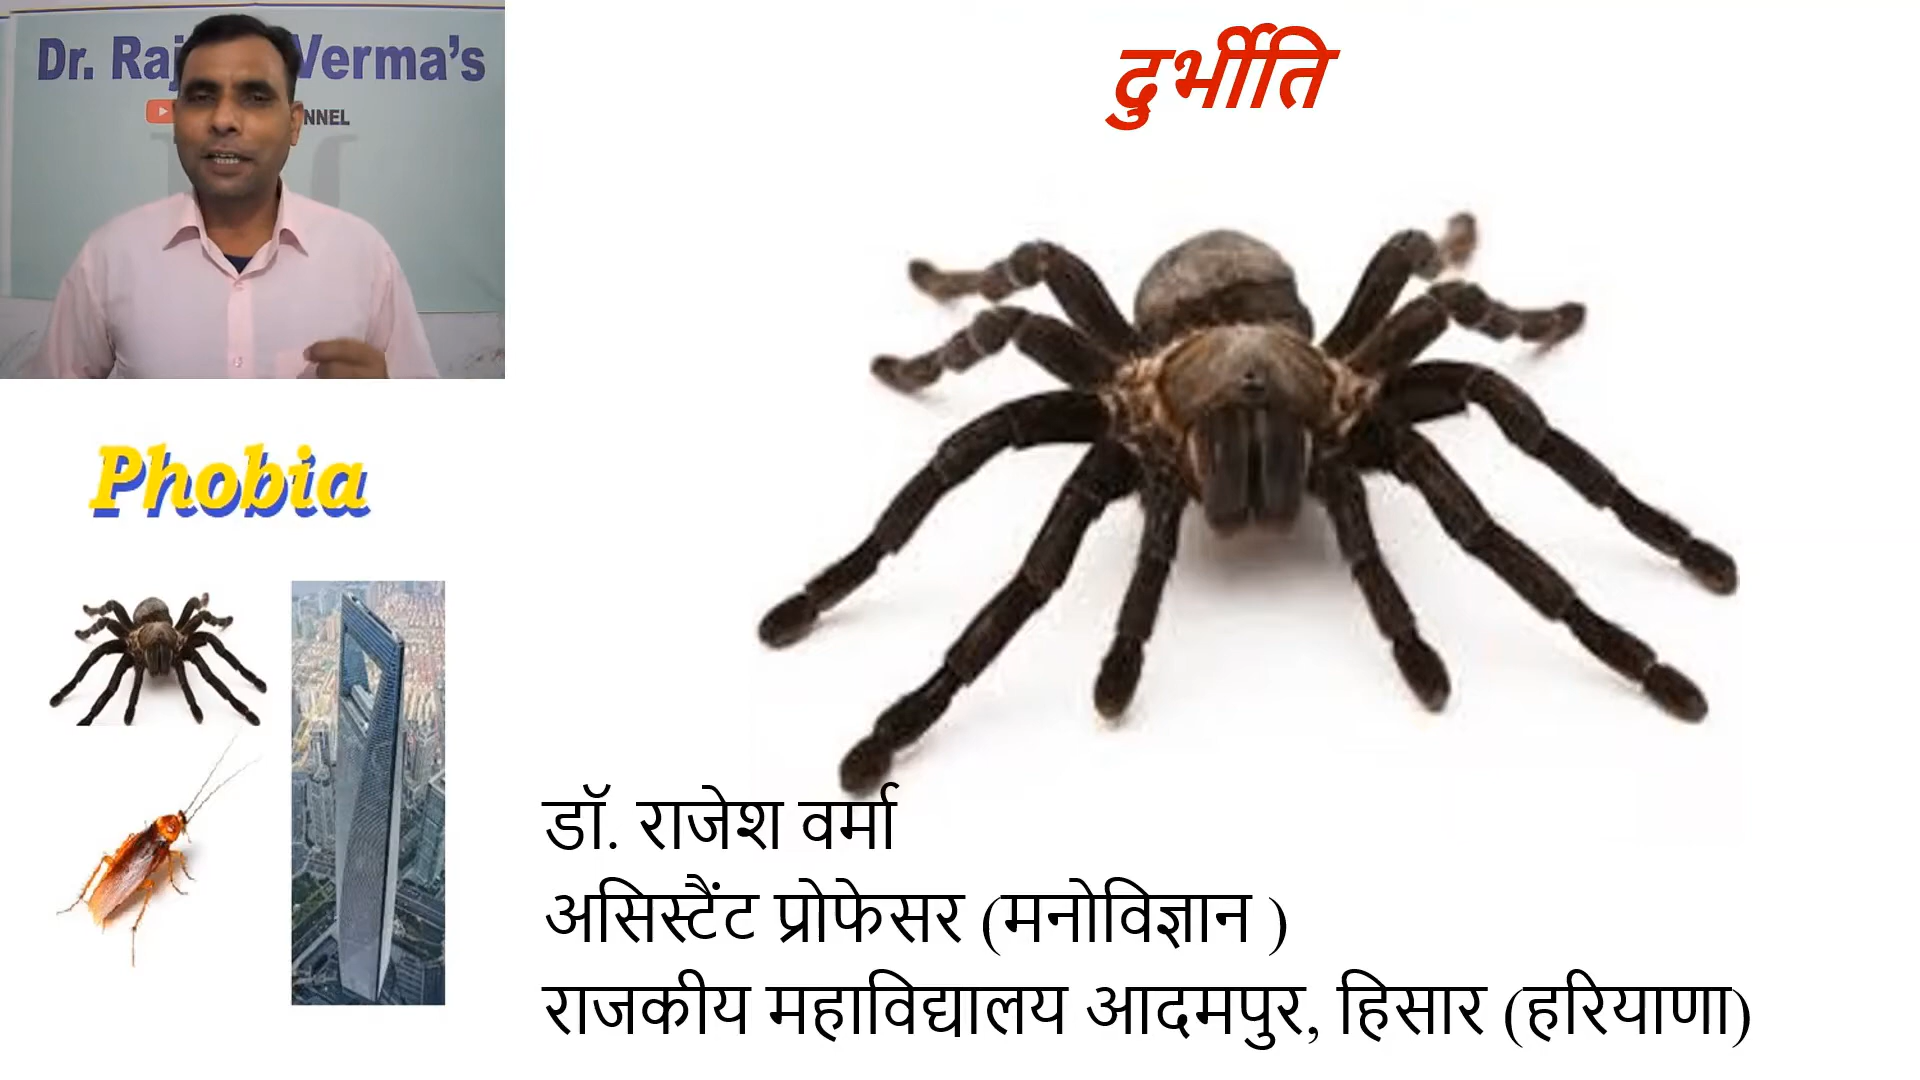 Dr. Raj Verma's
NNEL
दुर्भीति
Phobia
डॉ. राजेश वर्मा
असिस्टैंट प्रोफेसर (मनोविज्ञान )
राजकीय महाविद्यालय आदमपुर, हिसार (हरियाणा)